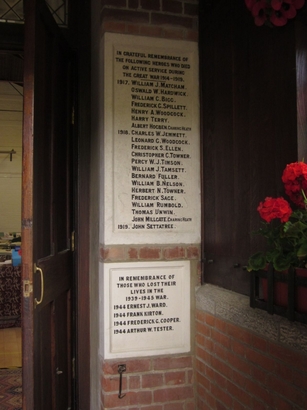 IN GRATEFUL REMEMBRANCE OF
THE FOLLOWING HEROES WHO DIED
ON ACTIVE SERVICE DURING
THE GREAT WAR 1914-1919.
1917. WILLIAM J. MATCHAM.
OSWALD W. HARDWICK.
WILLIAM C. BIGG.
FREDERICK G. SPILLETT.
HENRY A. WOODCOCK.
HARRY TERRY.
ALBERT HOGBEN. EWHURST HEATH
1918. CHARLES W. JEWHITT.
LEONARD G. WOODCOCK.
FREDERICK S. ELLEN.
CHRISTOPHER C. TOWNER.
PERCY W. J. TIMSON.
WILLIAM J. TAMSETT.
BERNARD FULLER.
WILLIAM B. NELSON.
HERBERT N. TOWNER.
FREDERICK SAGE.
WILLIAM RUMBOLD.
THOMAS UNWIN.
JOHN MILLGATE.
1919. JOHN SETTATREE.
IN REMEMBRANCE OF
THOSE WHO LOST THEIR
LIVES IN THE
1939-1945 WAR.
1944 ERNEST J. WARD.
1944 FRANK KIRTON.
1944 FREDERICK C. COOPER.
1944 ARTHUR W. TESTER.